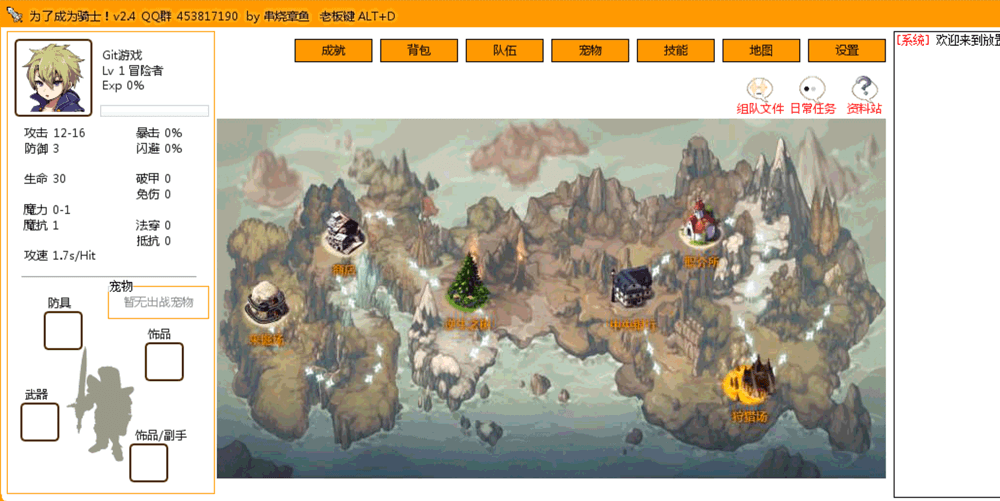 为了成为骑士！v2.4 QQ群 453817190 by 串烧章鱼 老板键 ALT+D
Git游戏
Lv 1 冒险者
Exp 0%
攻击 12-16 暴击 0%
防御 3 闪避 0%
生命 30 破甲 0
免伤 0
魔力 0-1
魔抗 1 法穿 0
抵抗 0
攻速 1.7s/Hit
宠物
暂无出战宠物
防具
饰品
武器
饰品/副手
成就 背包 队伍 宠物 技能 地图 设置
组队文件 日常任务 资料站
商店
职介所
中央银行
狩猎场
[系统] 欢迎来到放置